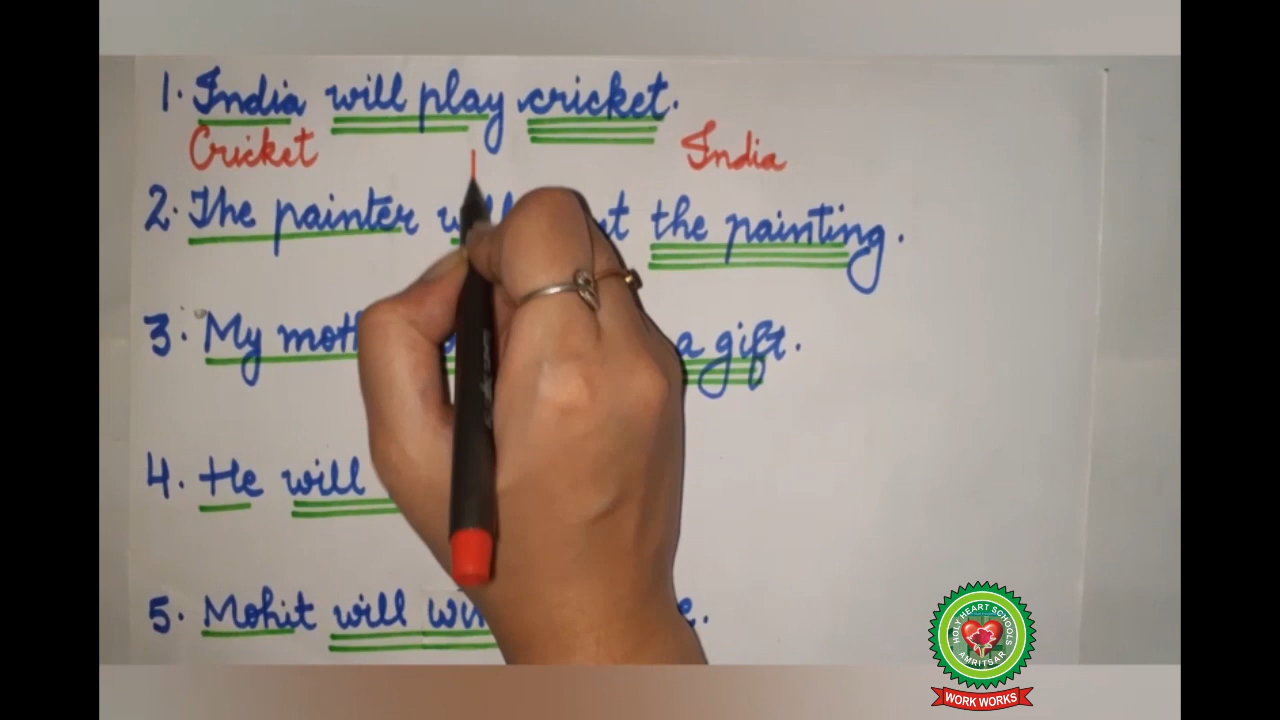 1. India will play cricket.
Cricket India
2. The painter the painting.
3. My a gift.
4. He will
5. Mohit will
HOLY HEART SCHOOLS
AMRITSAR
WORK WORKS